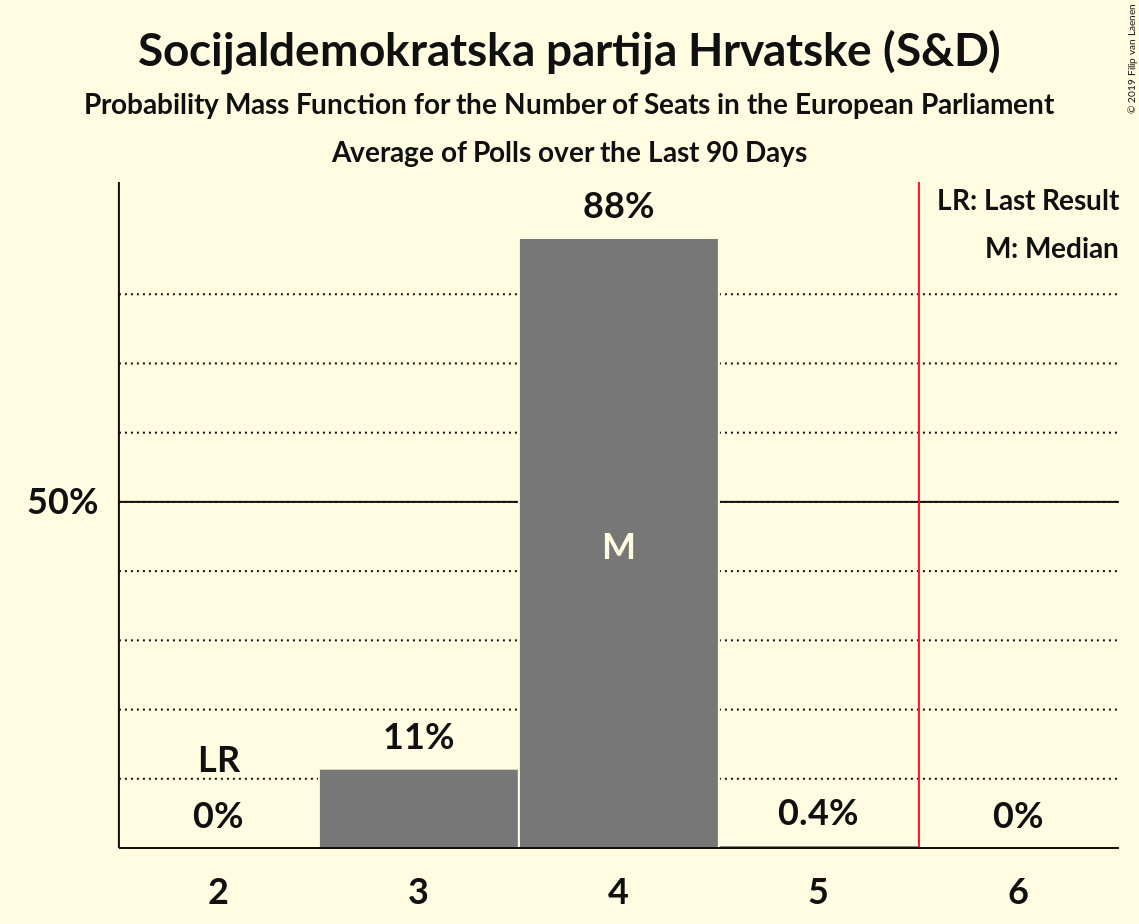 Socijaldemokratska partija Hrvatske (S&D)
Probability Mass Function for the Number of Seats in the European Parliament
Average of Polls over the Last 90 Days
© 2019 Filip van Laenen
LR: Last Result
M: Median
88%
50%
M
11%
LR
0%
0.4%
0%
2 3 4 5 6